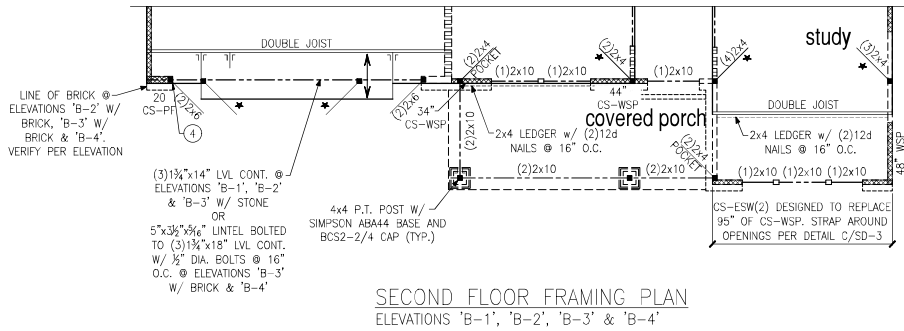 DOUBLE JOIST
20
CS-PF
(2)2x6
4
(2)2x6
34"
CS-WSP
LINE OF BRICK @
ELEVATIONS 'B-2' W/
BRICK, 'B-3' W/
BRICK & 'B-4'.
VERIFY PER ELEVATION
(3)1¾"x14" LVL CONT. @
ELEVATIONS 'B-1', 'B-2'
& 'B-3' W/ STONE
OR
5"x3½"x5⁄16" LINTEL BOLTED
TO (3)1¾"x18" LVL CONT.
W/ ½" DIA. BOLTS @ 16"
O.C. @ ELEVATIONS 'B-3'
W/ BRICK & 'B-4'
(2)2x4
POCKET
(1)2x10
(1)2x10
(2)2x4
44"
CS-WSP
(1)2x10
covered porch
2x4 LEDGER w/ (2)12d
NAILS @ 16" O.C.
(2)2x10
(2)2x10
(2)2x10
(2)2x4
POCKET
4x4 P.T. POST W/
SIMPSON ABA44 BASE AND
BCS2-2/4 CAP (TYP.)
(4)2x4
study
(3)2x4
DOUBLE JOIST
2x4 LEDGER w/ (2)12d
NAILS @ 16" O.C.
(1)2x10
(1)2x10
(1)2x10
48" WSP
CS-ESW(2) DESIGNED TO REPLACE
95" OF CS-WSP. STRAP AROUND
OPENINGS PER DETAIL C/SD-3
SECOND FLOOR FRAMING PLAN
ELEVATIONS 'B-1', 'B-2', 'B-3' & 'B-4'